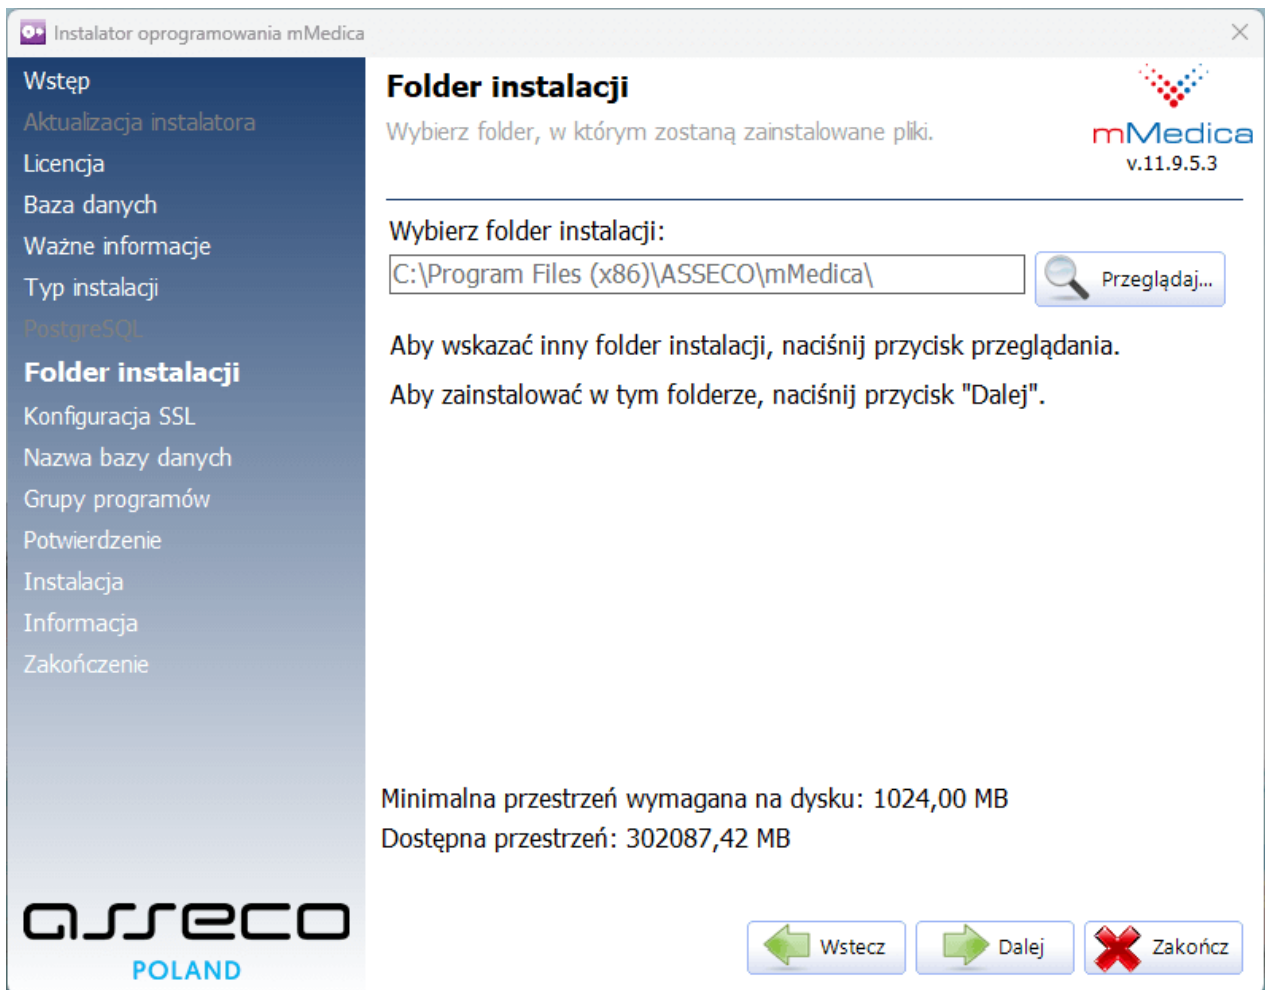 Instalator oprogramowania mMedica
Wstęp
Aktualizacja instalatora
Licencja
Baza danych
Ważne informacje
Typ instalacji
PostgreSQL
Folder instalacji
Konfiguracja SSL
Nazwa bazy danych
Grupy programów
Potwierdzenie
Instalacja
Informacja
Zakończenie
asseco
POLAND
Folder instalacji
Wybierz folder, w którym zostaną zainstalowane pliki.
mMedica
v.11.9.5.3
Wybierz folder instalacji:
C:\Program Files (x86)\ASSECO\mMedica\
Przeglądaj...
Aby wskazać inny folder instalacji, naciśnij przycisk przeglądania.
Aby zainstalować w tym folderze, naciśnij przycisk "Dalej".
Minimalna przestrzeń wymagana na dysku: 1024,00 MB
Dostępna przestrzeń: 302087,42 MB
Wstecz
Dalej
Zakończ